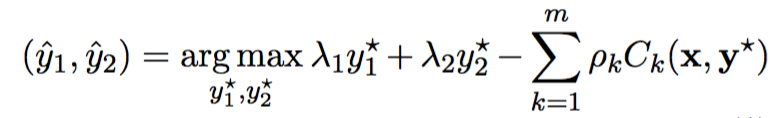 (ŷ₁, ŷ₂) = arg max λ₁y₁⋆ + λ₂y₂⋆ − ∑ ρₖCₖ(x, y⋆)
y₁⋆,y₂⋆
m
k=1